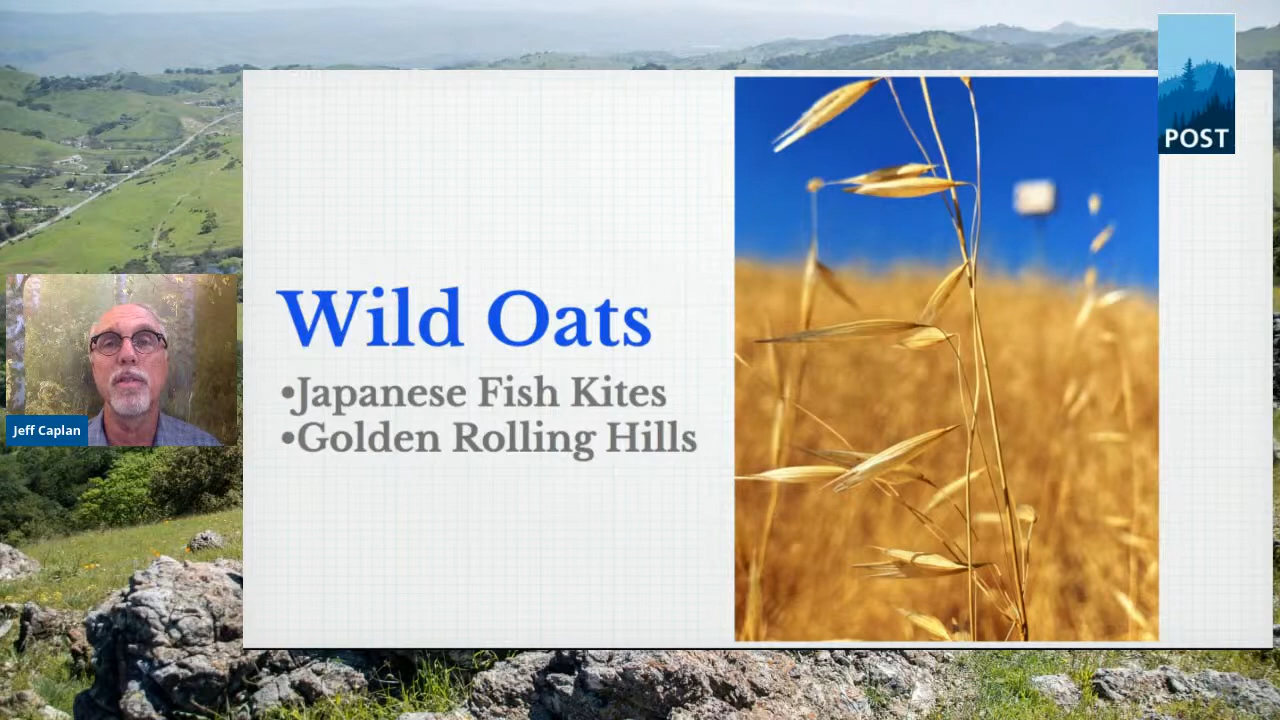 POST
Wild Oats
•Japanese Fish Kites
•Golden Rolling Hills
Jeff Caplan